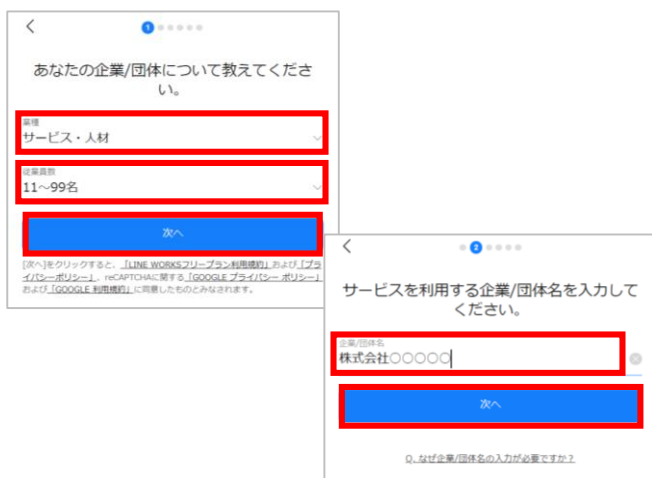 1
あなたの企業/団体について教えてくださ
い。
業種
サービス・人材
従業員数
11～99名
次へ
[次へ]をクリックすると、「LINE WORKSフリープラン利用規約」および「プラ
イバシーポリシー」、reCAPTCHAに関する「GOOGLE プライバシー ポリシー」
および「GOOGLE 利用規約」に同意したものとみなされます。
2
サービスを利用する企業/団体名を入力して
ください。
企業/団体名
株式会社○○○○○
次へ
Q. なぜ企業/団体名の入力が必要ですか？